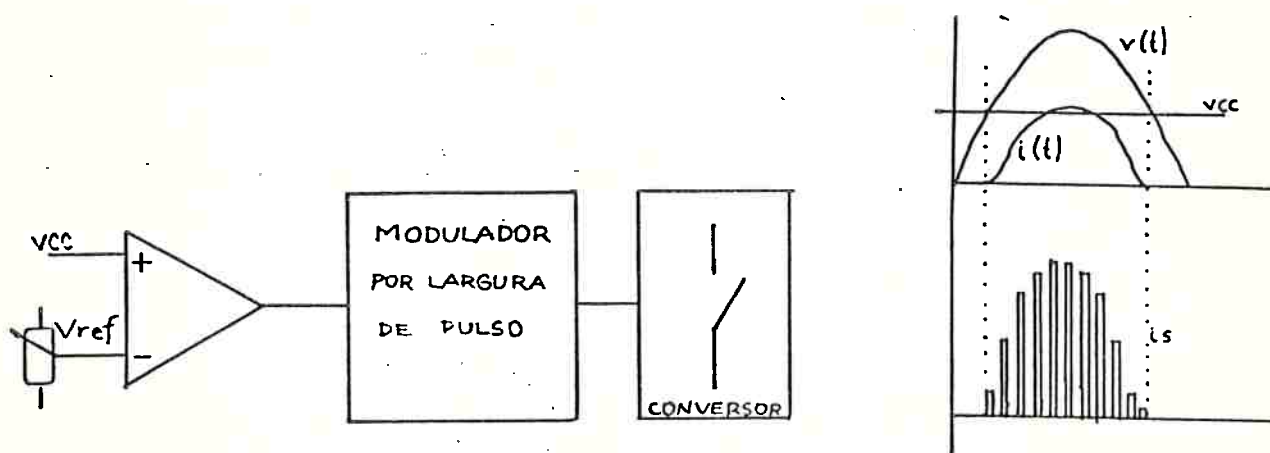 VCC
+
Vref
-
MODULADOR
POR LARGURA
DE PULSO
CONVERSOR
v(t)
vcc
i(t)
is